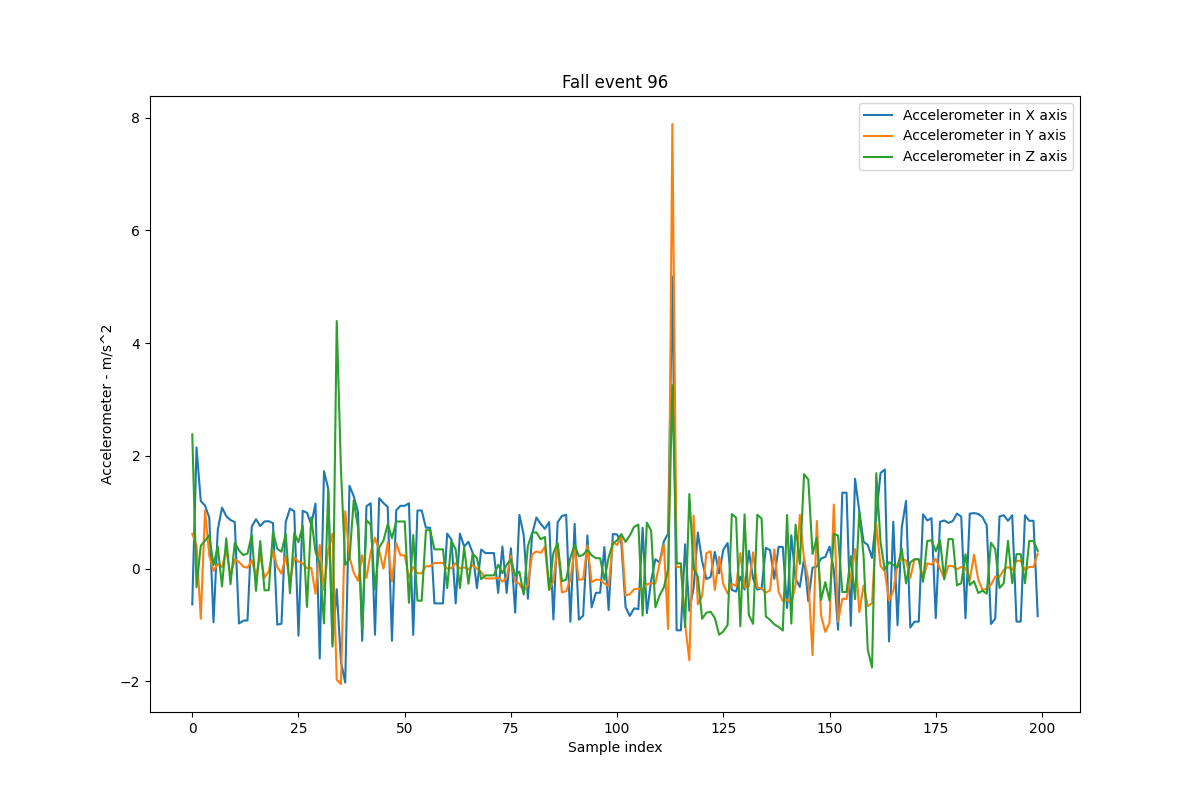 Fall event 96
Accelerometer in X axis
Accelerometer in Y axis
Accelerometer in Z axis
Accelerometer - m/s^2
8
6
4
2
0
−2
0 25 50 75 100 125 150 175 200
Sample index